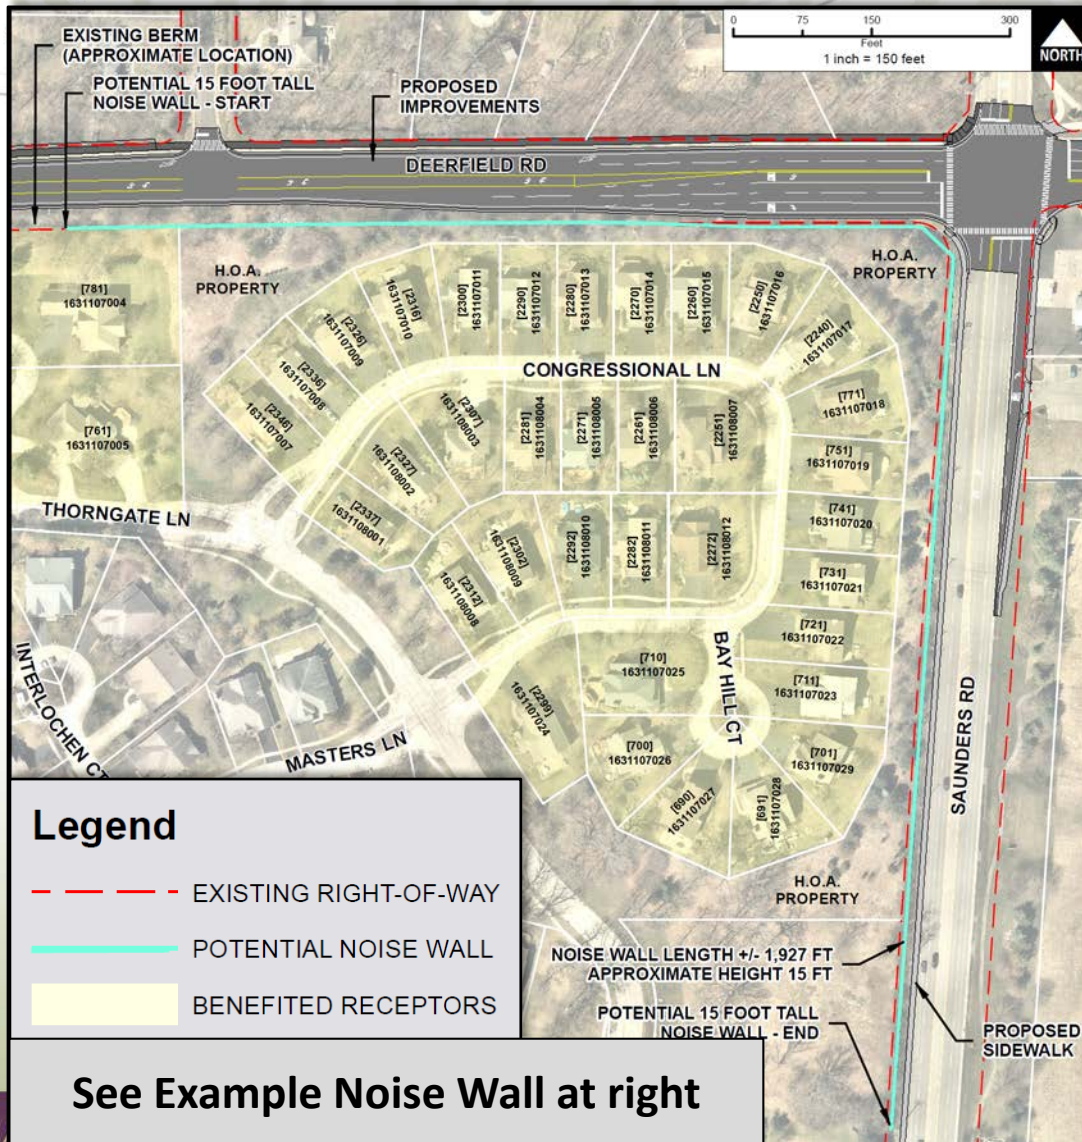 0 75 150 300
Feet
1 inch = 150 feet
NORTH
EXISTING BERM
(APPROXIMATE LOCATION)
POTENTIAL 15 FOOT TALL
NOISE WALL - START
PROPOSED
IMPROVEMENTS
DEERFIELD RD
H.O.A.
PROPERTY
H.O.A.
PROPERTY
[781]
1631107004
[761]
1631107005
[2346]
1631107007
[2336]
1631107008
[2326]
1631107009
[2316]
1631107010
[2300]
1631107011
[2290]
1631107012
[2280]
1631107013
[2270]
1631107014
[2260]
1631107015
[2250]
1631107016
[2240]
1631107017
CONGRESSIONAL LN
[771]
1631107018
[751]
1631107019
[741]
1631107020
[731]
1631107021
[721]
1631107022
[711]
1631107023
[2337]
1631108001
[2327]
1631108002
[2307]
1631108003
[2281]
1631108004
[2271]
1631108005
[2261]
1631108006
[2251]
1631108007
[2312]
1631108008
[2302]
1631108009
[2292]
1631108010
[2282]
1631108011
[2272]
1631108012
THORNGATE LN
INTERLOCHEN CT
MASTERS LN
BAY HILL CT
SAUNDERS RD
[2299]
1631107024
[710]
1631107025
[700]
1631107026
[690]
1631107027
[691]
1631107028
[701]
1631107029
H.O.A.
PROPERTY
NOISE WALL LENGTH +/- 1,927 FT
APPROXIMATE HEIGHT 15 FT
POTENTIAL 15 FOOT TALL
NOISE WALL - END
PROPOSED
SIDEWALK
Legend
EXISTING RIGHT-OF-WAY
POTENTIAL NOISE WALL
BENEFITED RECEPTORS
See Example Noise Wall at right